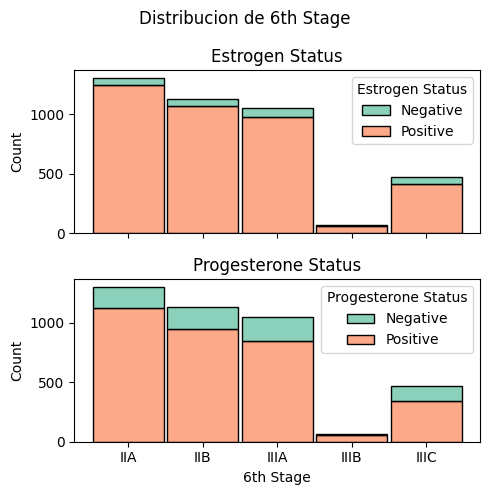 Distribucion de 6th Stage
Estrogen Status
Estrogen Status
Negative
Positive
Count
1000
500
0
Progesterone Status
Progesterone Status
Negative
Positive
Count
1000
500
0
IIA IIB IIIA IIIB IIIC
6th Stage